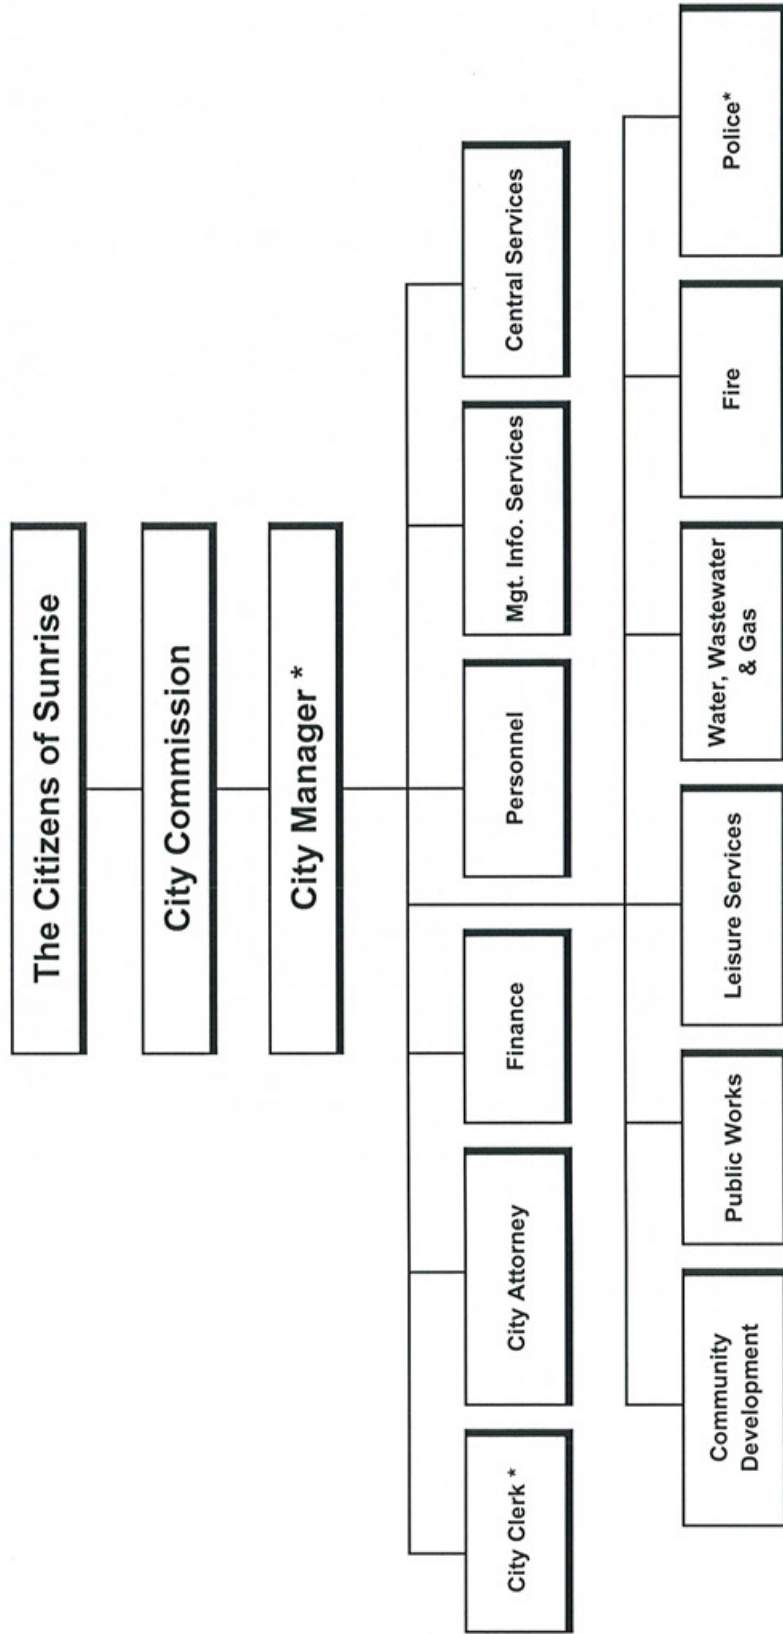 The Citizens of Sunrise
City Commission
City Manager *
City Clerk *
City Attorney
Finance
Personnel
Mgt. Info. Services
Central Services
Community
Development
Public Works
Leisure Services
Water, Wastewater
& Gas
Fire
Police*